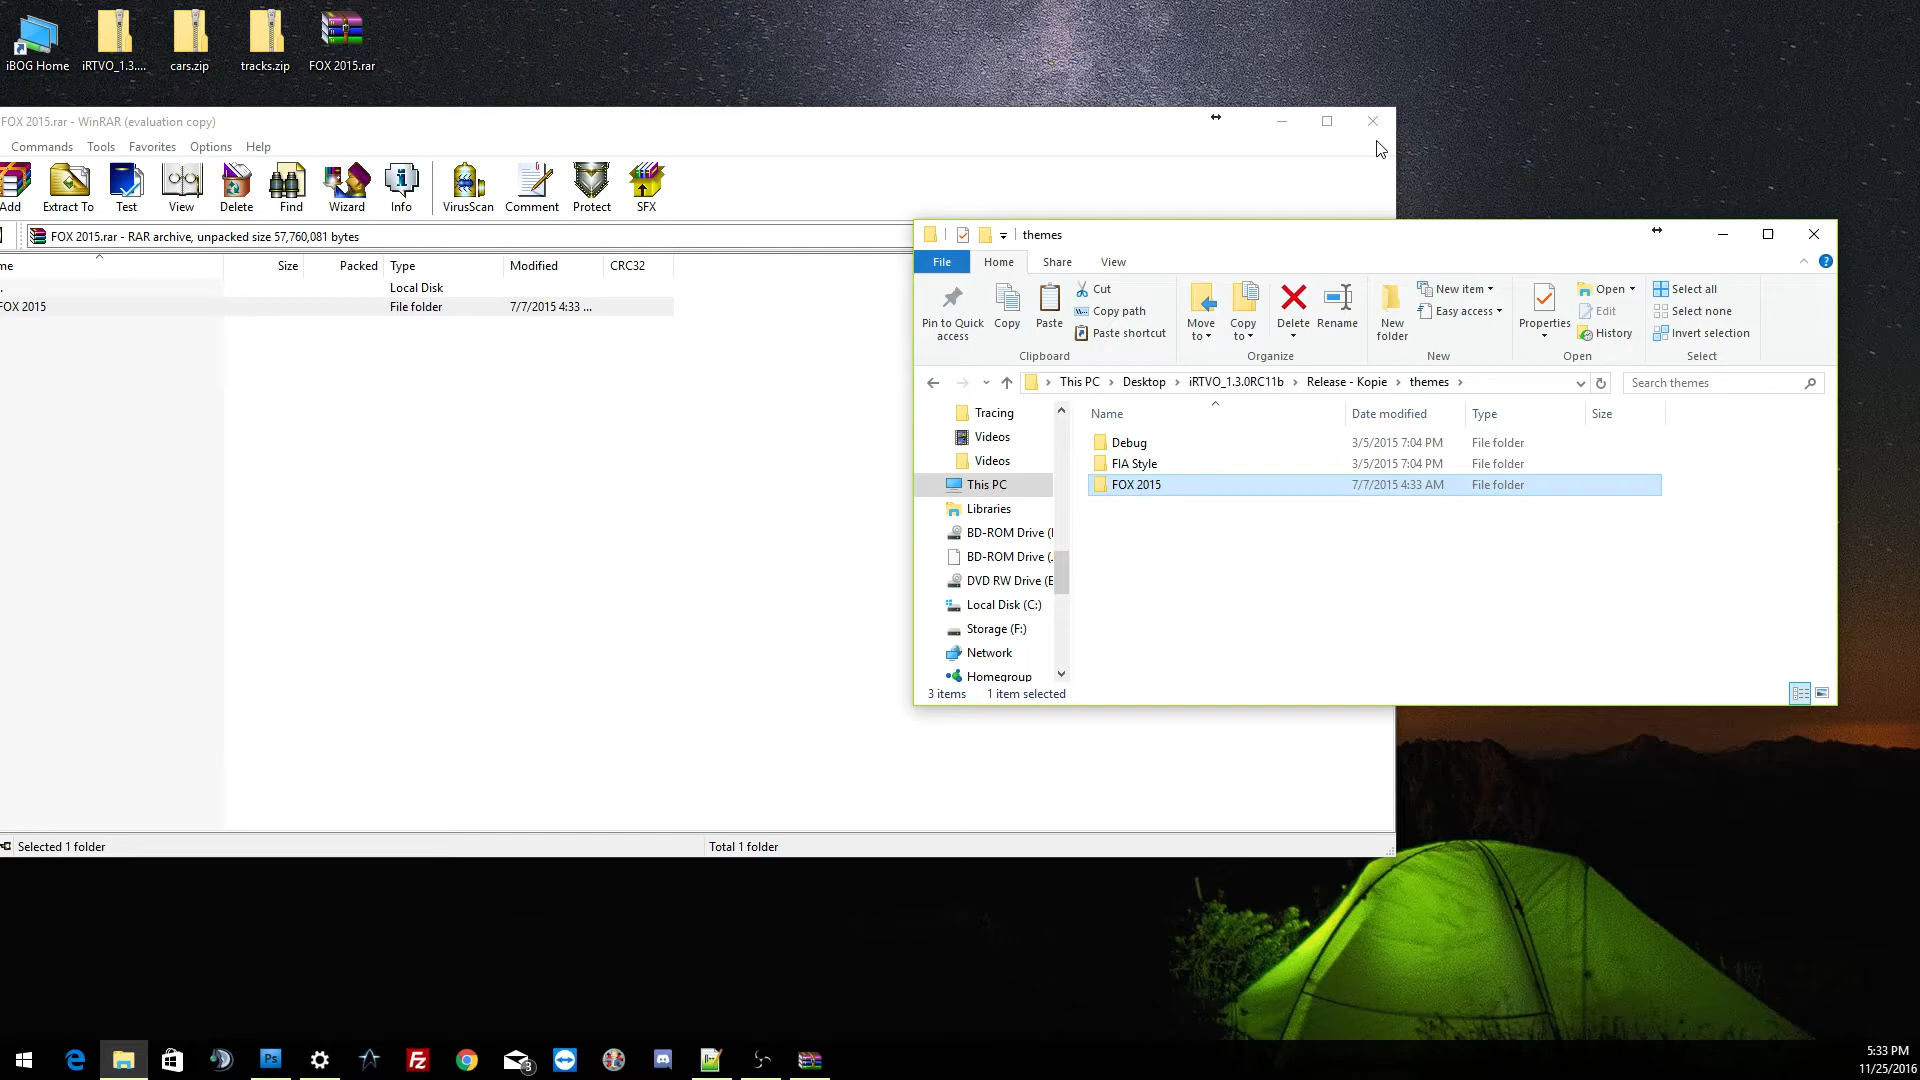 iBOG Home
iRTVO_1.3....
cars.zip
tracks.zip
FOX 2015.rar
FOX 2015.rar - WinRAR (evaluation copy)
Commands Tools Favorites Options Help
Add
Extract To
Test
View
Delete
Find
Wizard
Info
VirusScan
Comment
Protect
SFX
FOX 2015.rar - RAR archive, unpacked size 57,760,081 bytes
me Size Packed Type Modified CRC32
. Local Disk
FOX 2015 File folder 7/7/2015 4:33 ...
Selected 1 folder
Total 1 folder
themes
File Home Share View
Pin to Quick access
Copy
Paste
Cut
Copy path
Paste shortcut
Clipboard
Move to
Copy to
Delete
Rename
Organize
New folder
New item
Easy access
New
Properties
Open
Edit
History
Open
Select all
Select none
Invert selection
Select
This PC > Desktop > iRTVO_1.3.0RC11b > Release - Kopie > themes >
Search themes
Tracing
Videos
Videos
This PC
Libraries
BD-ROM Drive (
BD-ROM Drive (.
DVD RW Drive (E
Local Disk (C:)
Storage (F:)
Network
Homegroup
Name Date modified Type Size
Debug 3/5/2015 7:04 PM File folder
FIA Style 3/5/2015 7:04 PM File folder
FOX 2015 7/7/2015 4:33 AM File folder
3 items 1 item selected
Ps
Fz
3
5:33 PM
11/25/2016